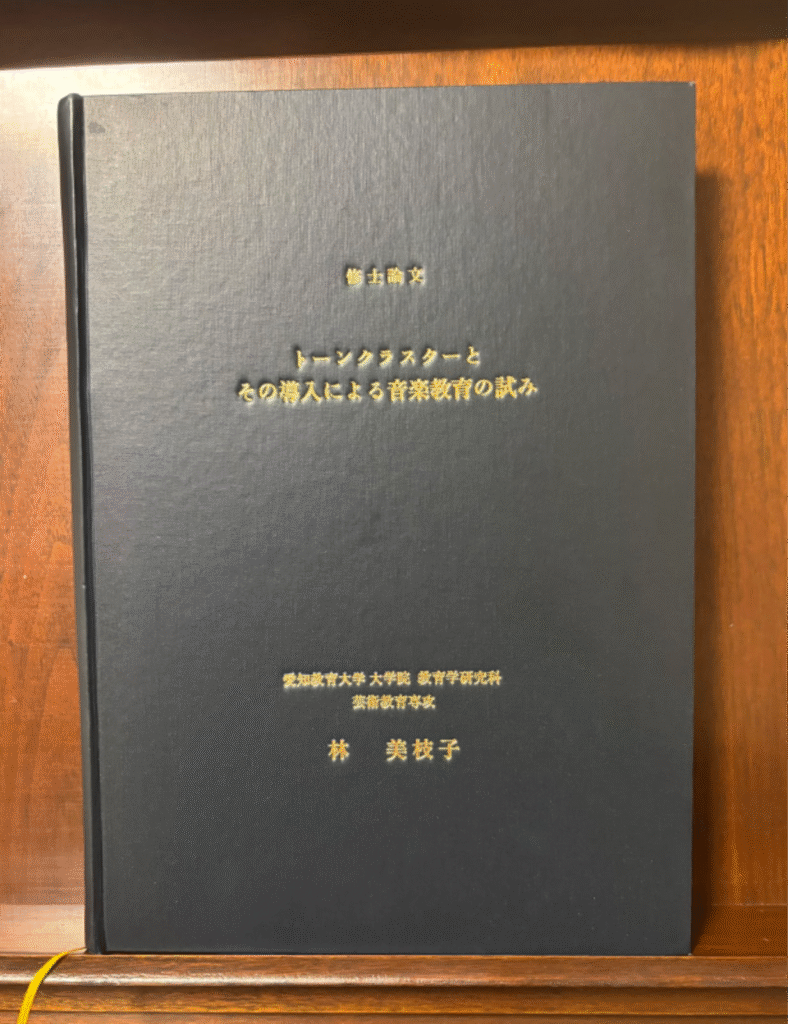 修士論文
トーンクラスターと
その導入による音楽教育の試み
愛知教育大学 大学院 教育学研究科
芸術教育専攻
林 美枝子